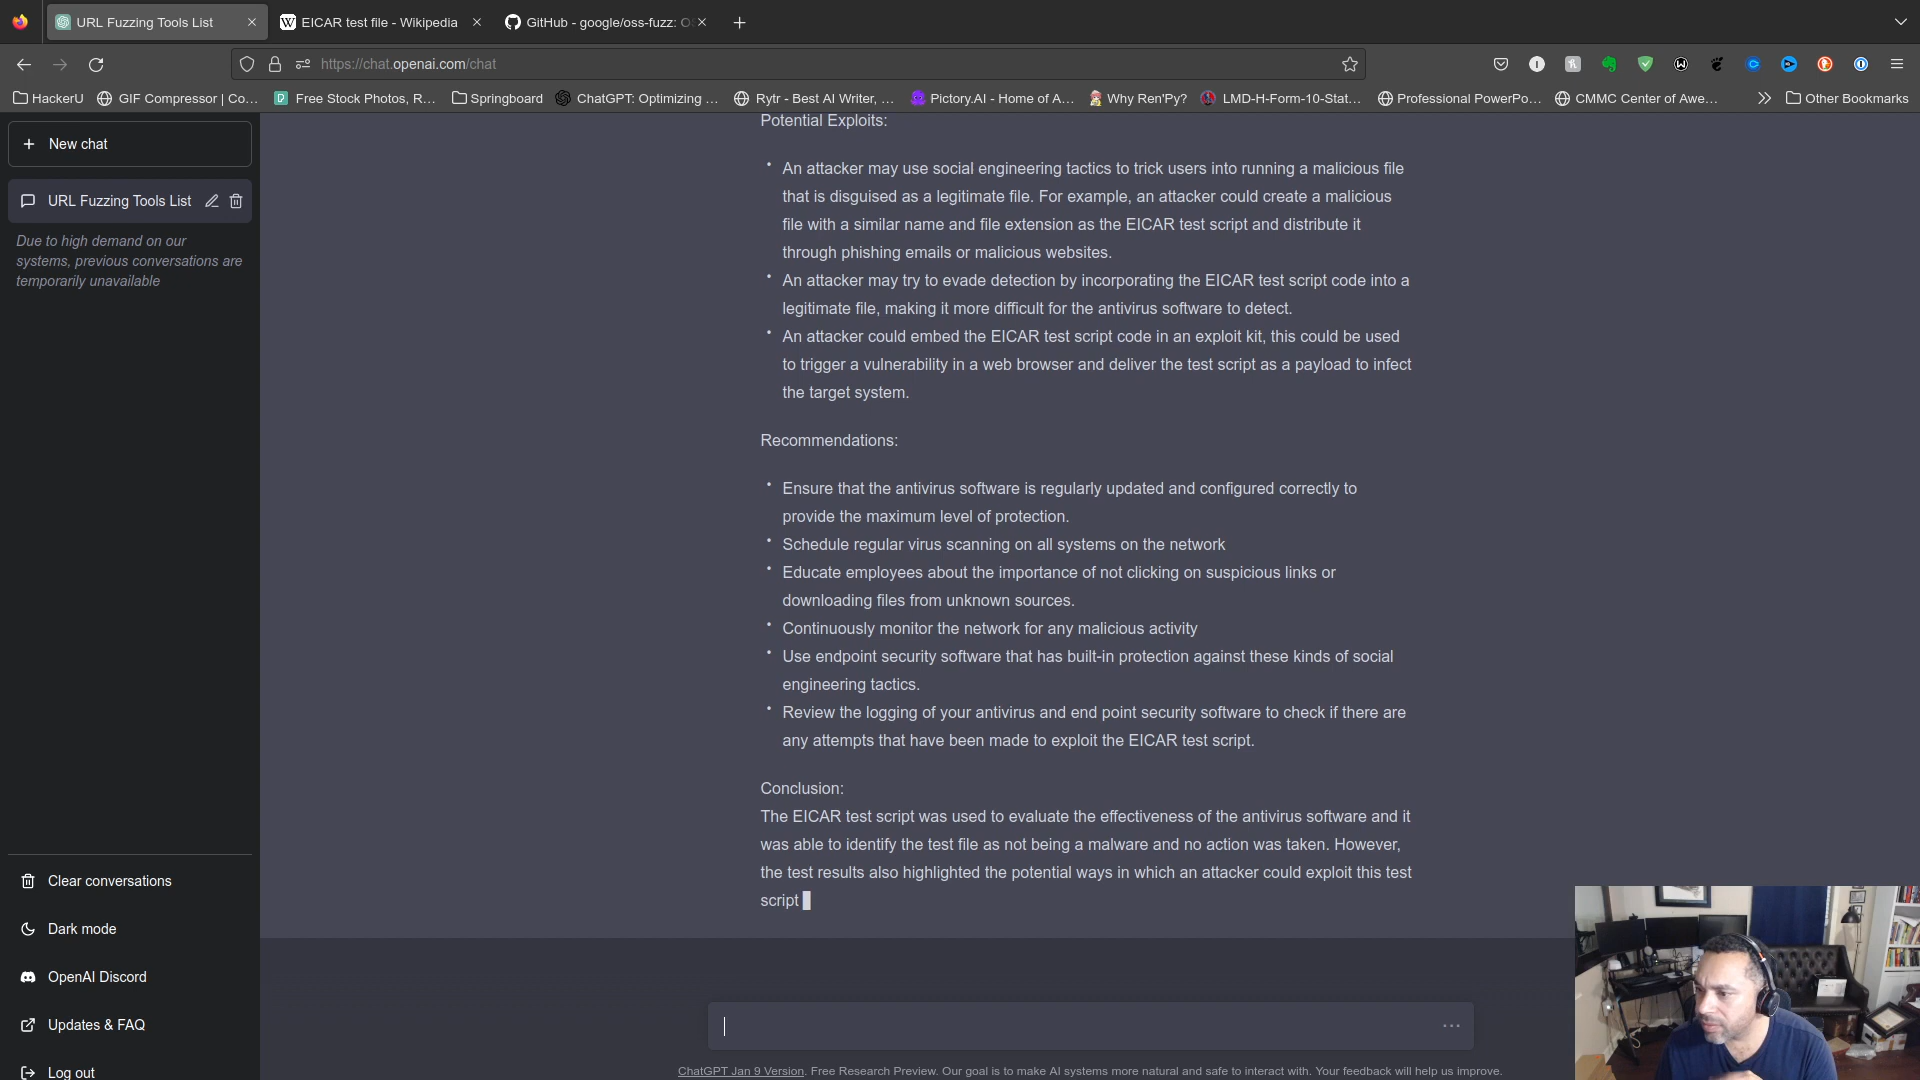 URL Fuzzing Tools List
EICAR test file - Wikipedia
GitHub - google/oss-fuzz: O
https://chat.openai.com/chat
HackerU
GIF Compressor | Co...
Free Stock Photos, R...
Springboard
ChatGPT: Optimizing ...
Rytr - Best AI Writer, ...
Pictory.AI - Home of A...
Why Ren'Py?
LMD-H-Form-10-Stat...
Professional PowerPo...
CMMC Center of Awe...
Other Bookmarks
New chat
URL Fuzzing Tools List
Due to high demand on our
systems, previous conversations are
temporarily unavailable
Potential Exploits:
• An attacker may use social engineering tactics to trick users into running a malicious file
that is disguised as a legitimate file. For example, an attacker could create a malicious
file with a similar name and file extension as the EICAR test script and distribute it
through phishing emails or malicious websites.
• An attacker may try to evade detection by incorporating the EICAR test script code into a
legitimate file, making it more difficult for the antivirus software to detect.
• An attacker could embed the EICAR test script code in an exploit kit, this could be used
to trigger a vulnerability in a web browser and deliver the test script as a payload to infect
the target system.
Recommendations:
• Ensure that the antivirus software is regularly updated and configured correctly to
provide the maximum level of protection.
• Schedule regular virus scanning on all systems on the network
• Educate employees about the importance of not clicking on suspicious links or
downloading files from unknown sources.
• Continuously monitor the network for any malicious activity
• Use endpoint security software that has built-in protection against these kinds of social
engineering tactics.
• Review the logging of your antivirus and end point security software to check if there are
any attempts that have been made to exploit the EICAR test script.
Conclusion:
The EICAR test script was used to evaluate the effectiveness of the antivirus software and it
was able to identify the test file as not being a malware and no action was taken. However,
the test results also highlighted the potential ways in which an attacker could exploit this test
script
Clear conversations
Dark mode
OpenAI Discord
Updates & FAQ
Log out
ChatGPT Jan 9 Version. Free Research Preview. Our goal is to make AI systems more natural and safe to interact with. Your feedback will help us improve.